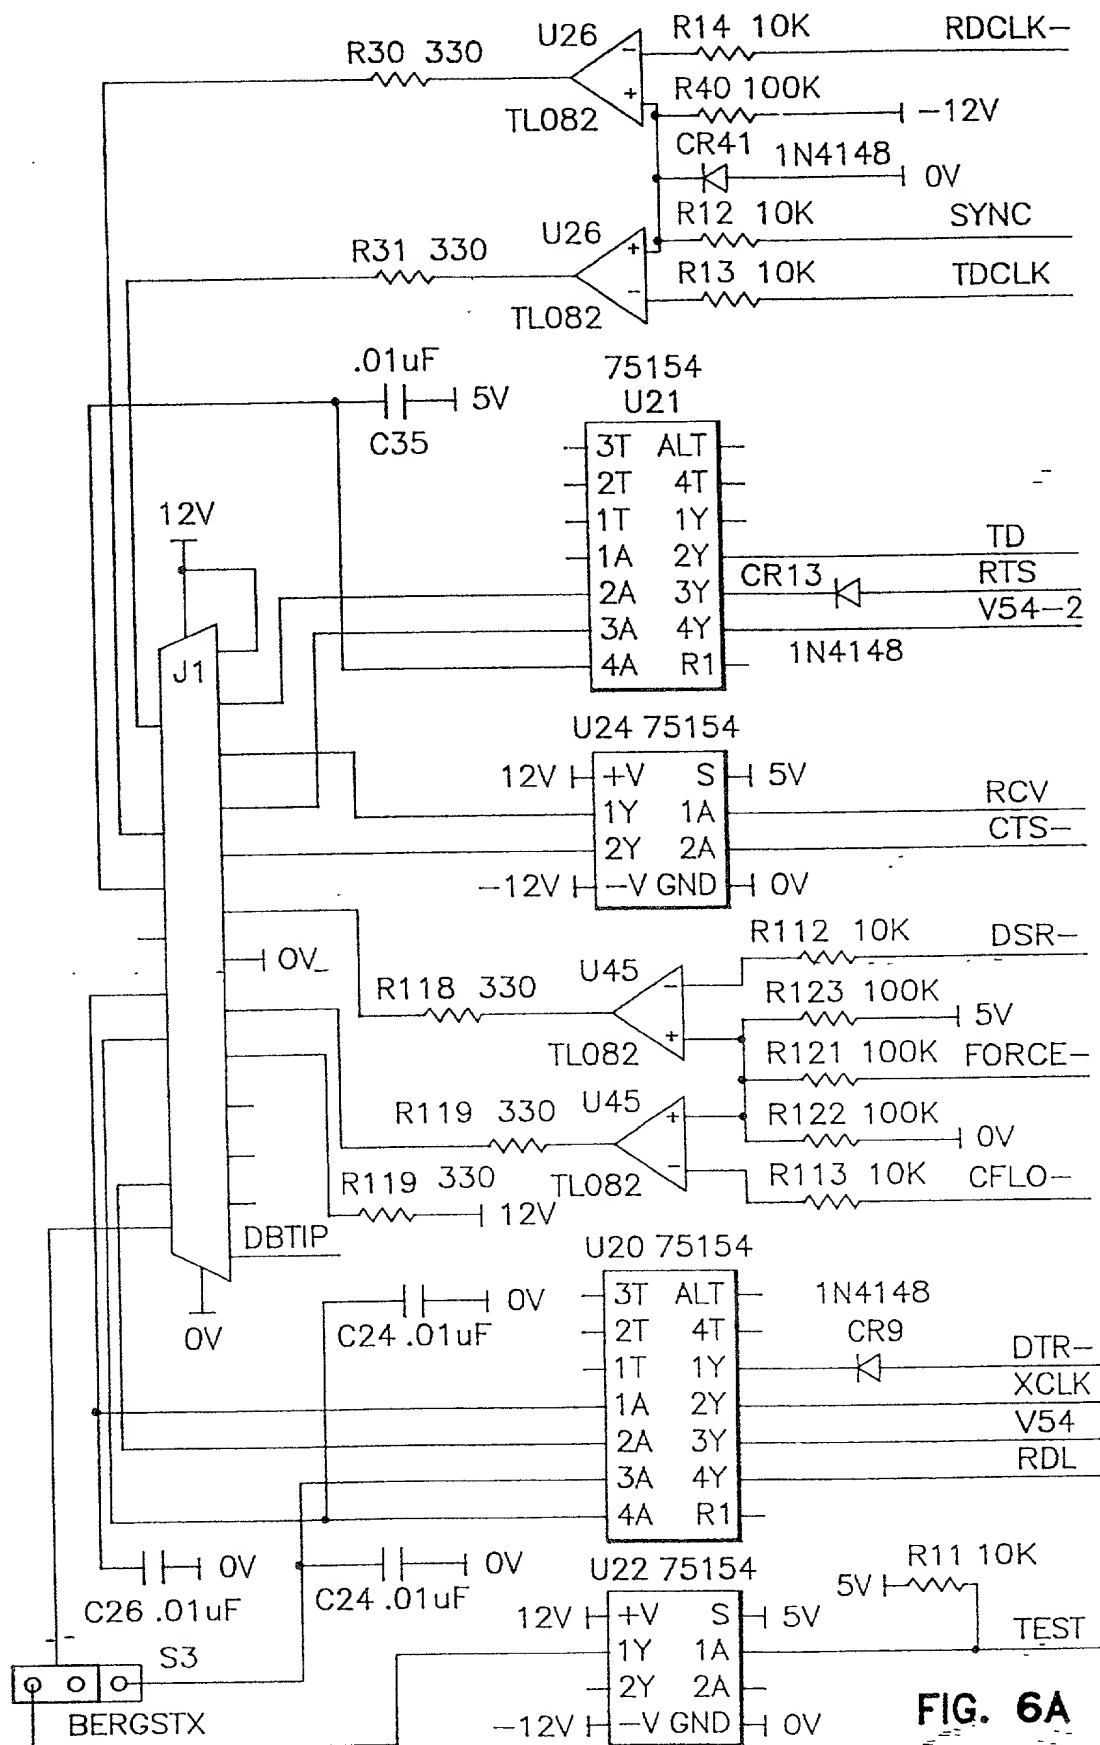 R30 330
U26
R14 10K
RDCLK-
-
+
R40 100K
-12V
TL082
CR41
1N4148
0V
R31 330
U26
R12 10K
SYNC
+
-
R13 10K
TDCLK
TL082
.01uF
5V
C35
75154
U21
3T ALT
2T 4T
1T 1Y
1A 2Y
TD
2A 3Y
CR13
RTS
3A 4Y
V54-2
4A R1
1N4148
12V
J1
U24 75154
12V
+V S
5V
1Y 1A
RCV
2Y 2A
CTS-
-12V
-V GND
0V
0V
R112 10K
DSR-
U45
-
+
R118 330
R123 100K
5V
TL082
R121 100K
FORCE-
R119 330
U45
+
-
R122 100K
0V
TL082
R113 10K
CFLO-
R119 330
12V
DBTIP
0V
U20 75154
3T ALT
2T 4T
1T 1Y
1A 2Y
2A 3Y
3A 4Y
4A R1
1N4148
CR9
DTR-
XCLK
V54
RDL
0V
C24 .01uF
0V
C26 .01uF
0V
C24 .01uF
U22 75154
12V
+V S
5V
1Y 1A
2Y 2A
-12V
-V GND
0V
R11 10K
5V
TEST
S3
BERGSTX
FIG. 6A